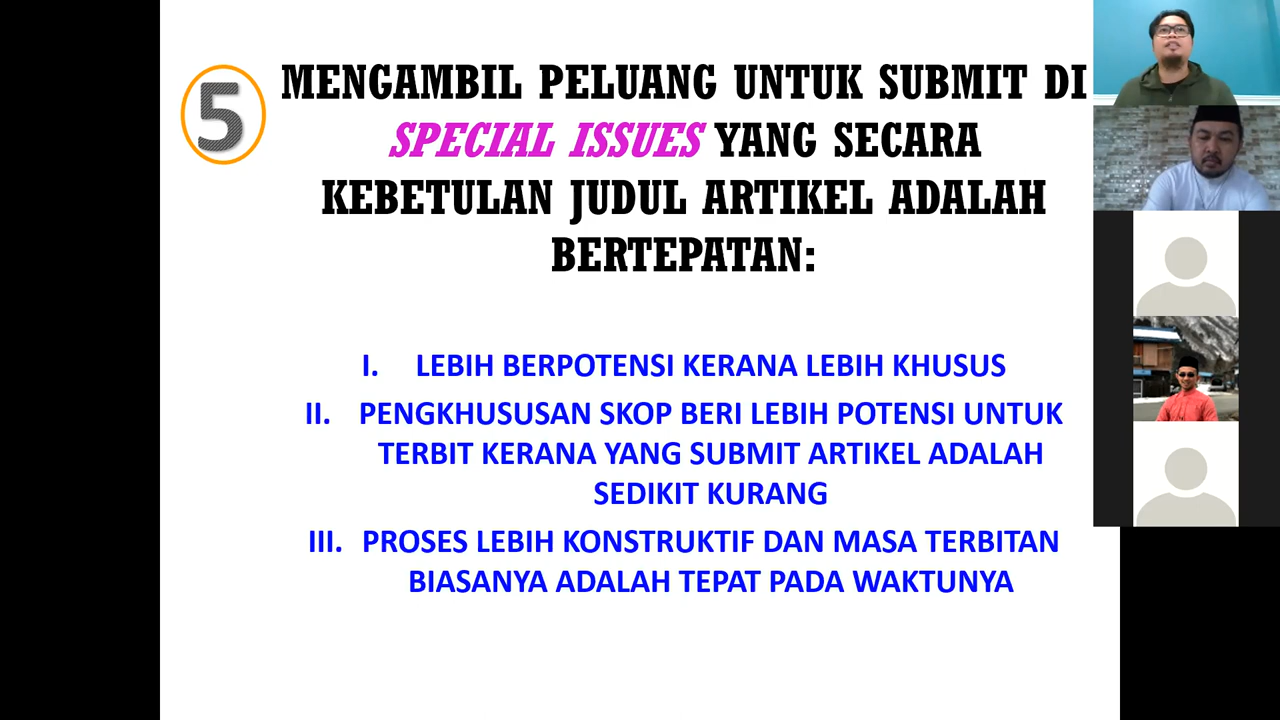 5
MENGAMBIL PELUANG UNTUK SUBMIT DI
SPECIAL ISSUES YANG SECARA
KEBETULAN JUDUL ARTIKEL ADALAH
BERTEPATAN:
I. LEBIH BERPOTENSI KERANA LEBIH KHUSUS
II. PENGKHUSUSAN SKOP BERI LEBIH POTENSI UNTUK
TERBIT KERANA YANG SUBMIT ARTIKEL ADALAH
SEDIKIT KURANG
III. PROSES LEBIH KONSTRUKTIF DAN MASA TERBITAN
BIASANYA ADALAH TEPAT PADA WAKTUNYA